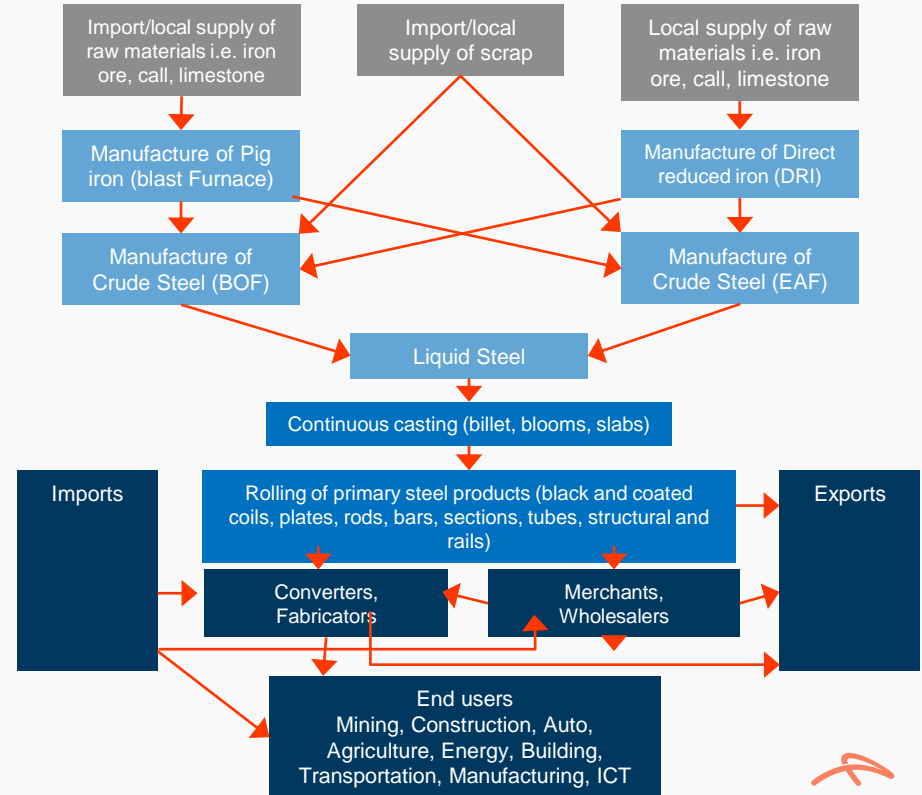 Import/local supply of
raw materials i.e. iron
ore, call, limestone
Import/local
supply of scrap
Local supply of raw
materials i.e. iron
ore, call, limestone
Manufacture of Pig
iron (blast Furnace)
Manufacture of Direct
reduced iron (DRI)
Manufacture of
Crude Steel (BOF)
Manufacture of
Crude Steel (EAF)
Liquid Steel
Continuous casting (billet, blooms, slabs)
Imports
Rolling of primary steel products (black and coated
coils, plates, rods, bars, sections, tubes, structural and
rails)
Exports
Converters,
Fabricators
Merchants,
Wholesalers
End users
Mining, Construction, Auto,
Agriculture, Energy, Building,
Transportation, Manufacturing, ICT